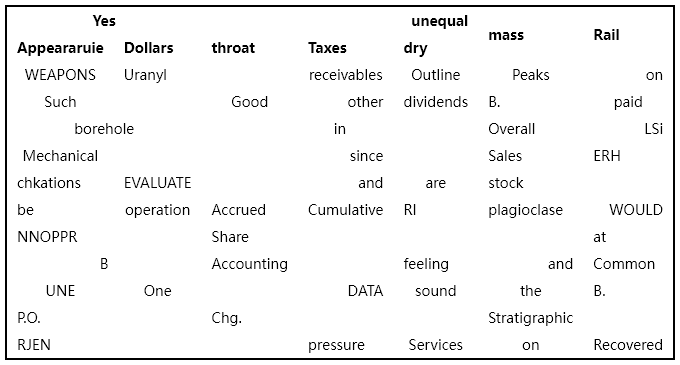 Yes unequal mass Rail
Appeararuie Dollars throat Taxes dry
WEAPONS Uranyl receivables Outline Peaks on
Such Good other dividends B. paid
borehole in Overall LSi
Mechanical since Sales ERH
chkations EVALUATE and are stock
be operation Accrued Cumulative RI plagioclase WOULD
NNOPPR Share at
B Accounting feeling and Common
UNE One DATA sound the B.
P.O. Chg. Stratigraphic
RJEN pressure Services on Recovered